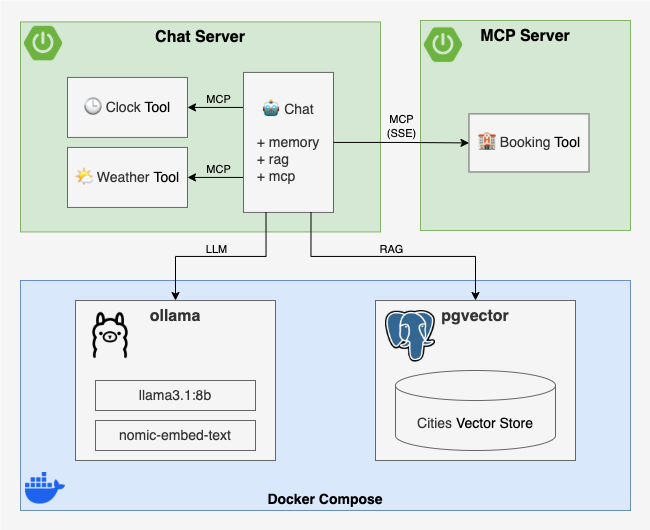 Chat Server
MCP Server
Clock Tool
MCP
Chat
+ memory
+ rag
+ mcp
MCP
(SSE)
Booking Tool
Weather Tool
MCP
LLM
RAG
ollama
llama3.1:8b
nomic-embed-text
pgvector
Cities Vector Store
Docker Compose